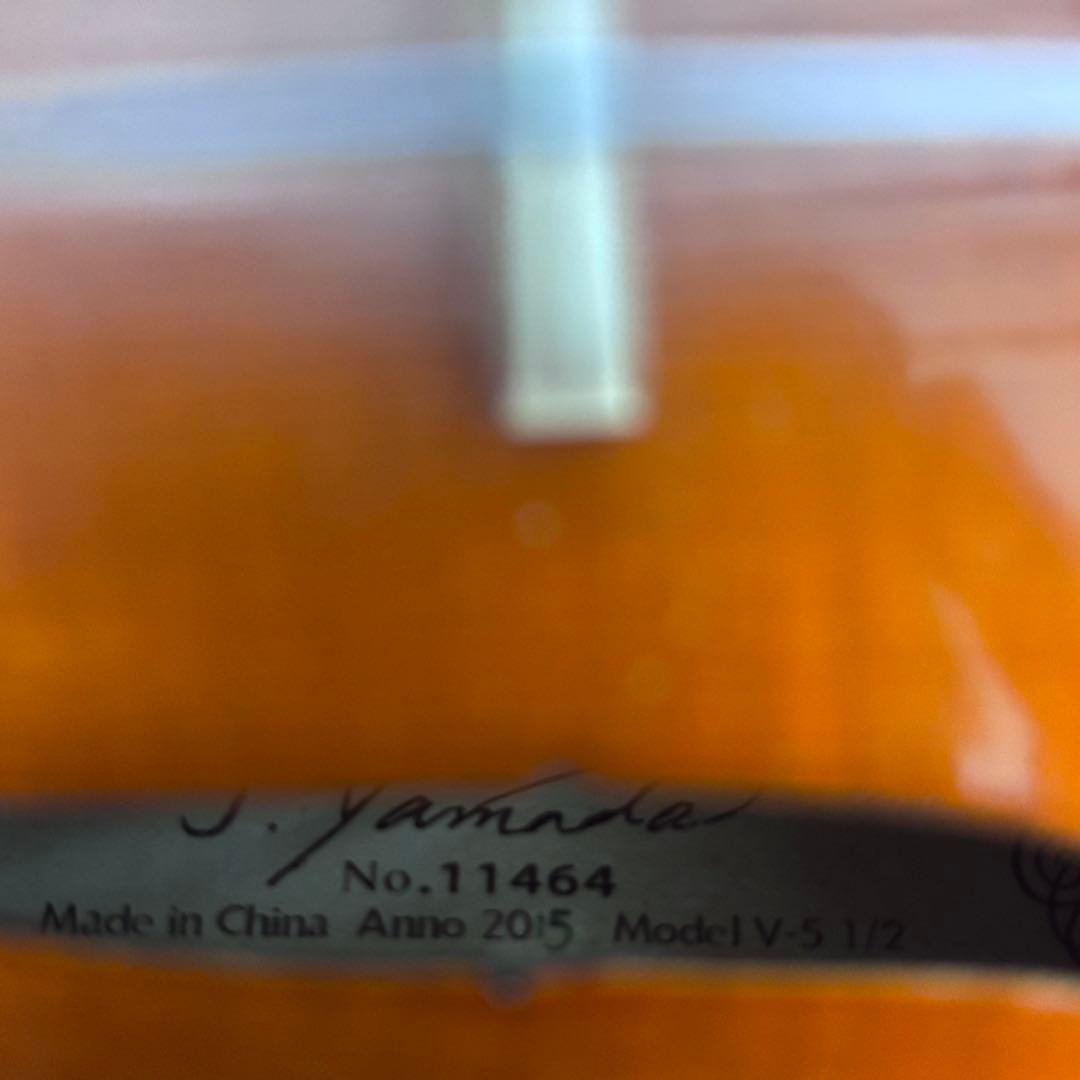 J. Yamada
No.11464
Made in China Anno 2015 Model V-5 1/2